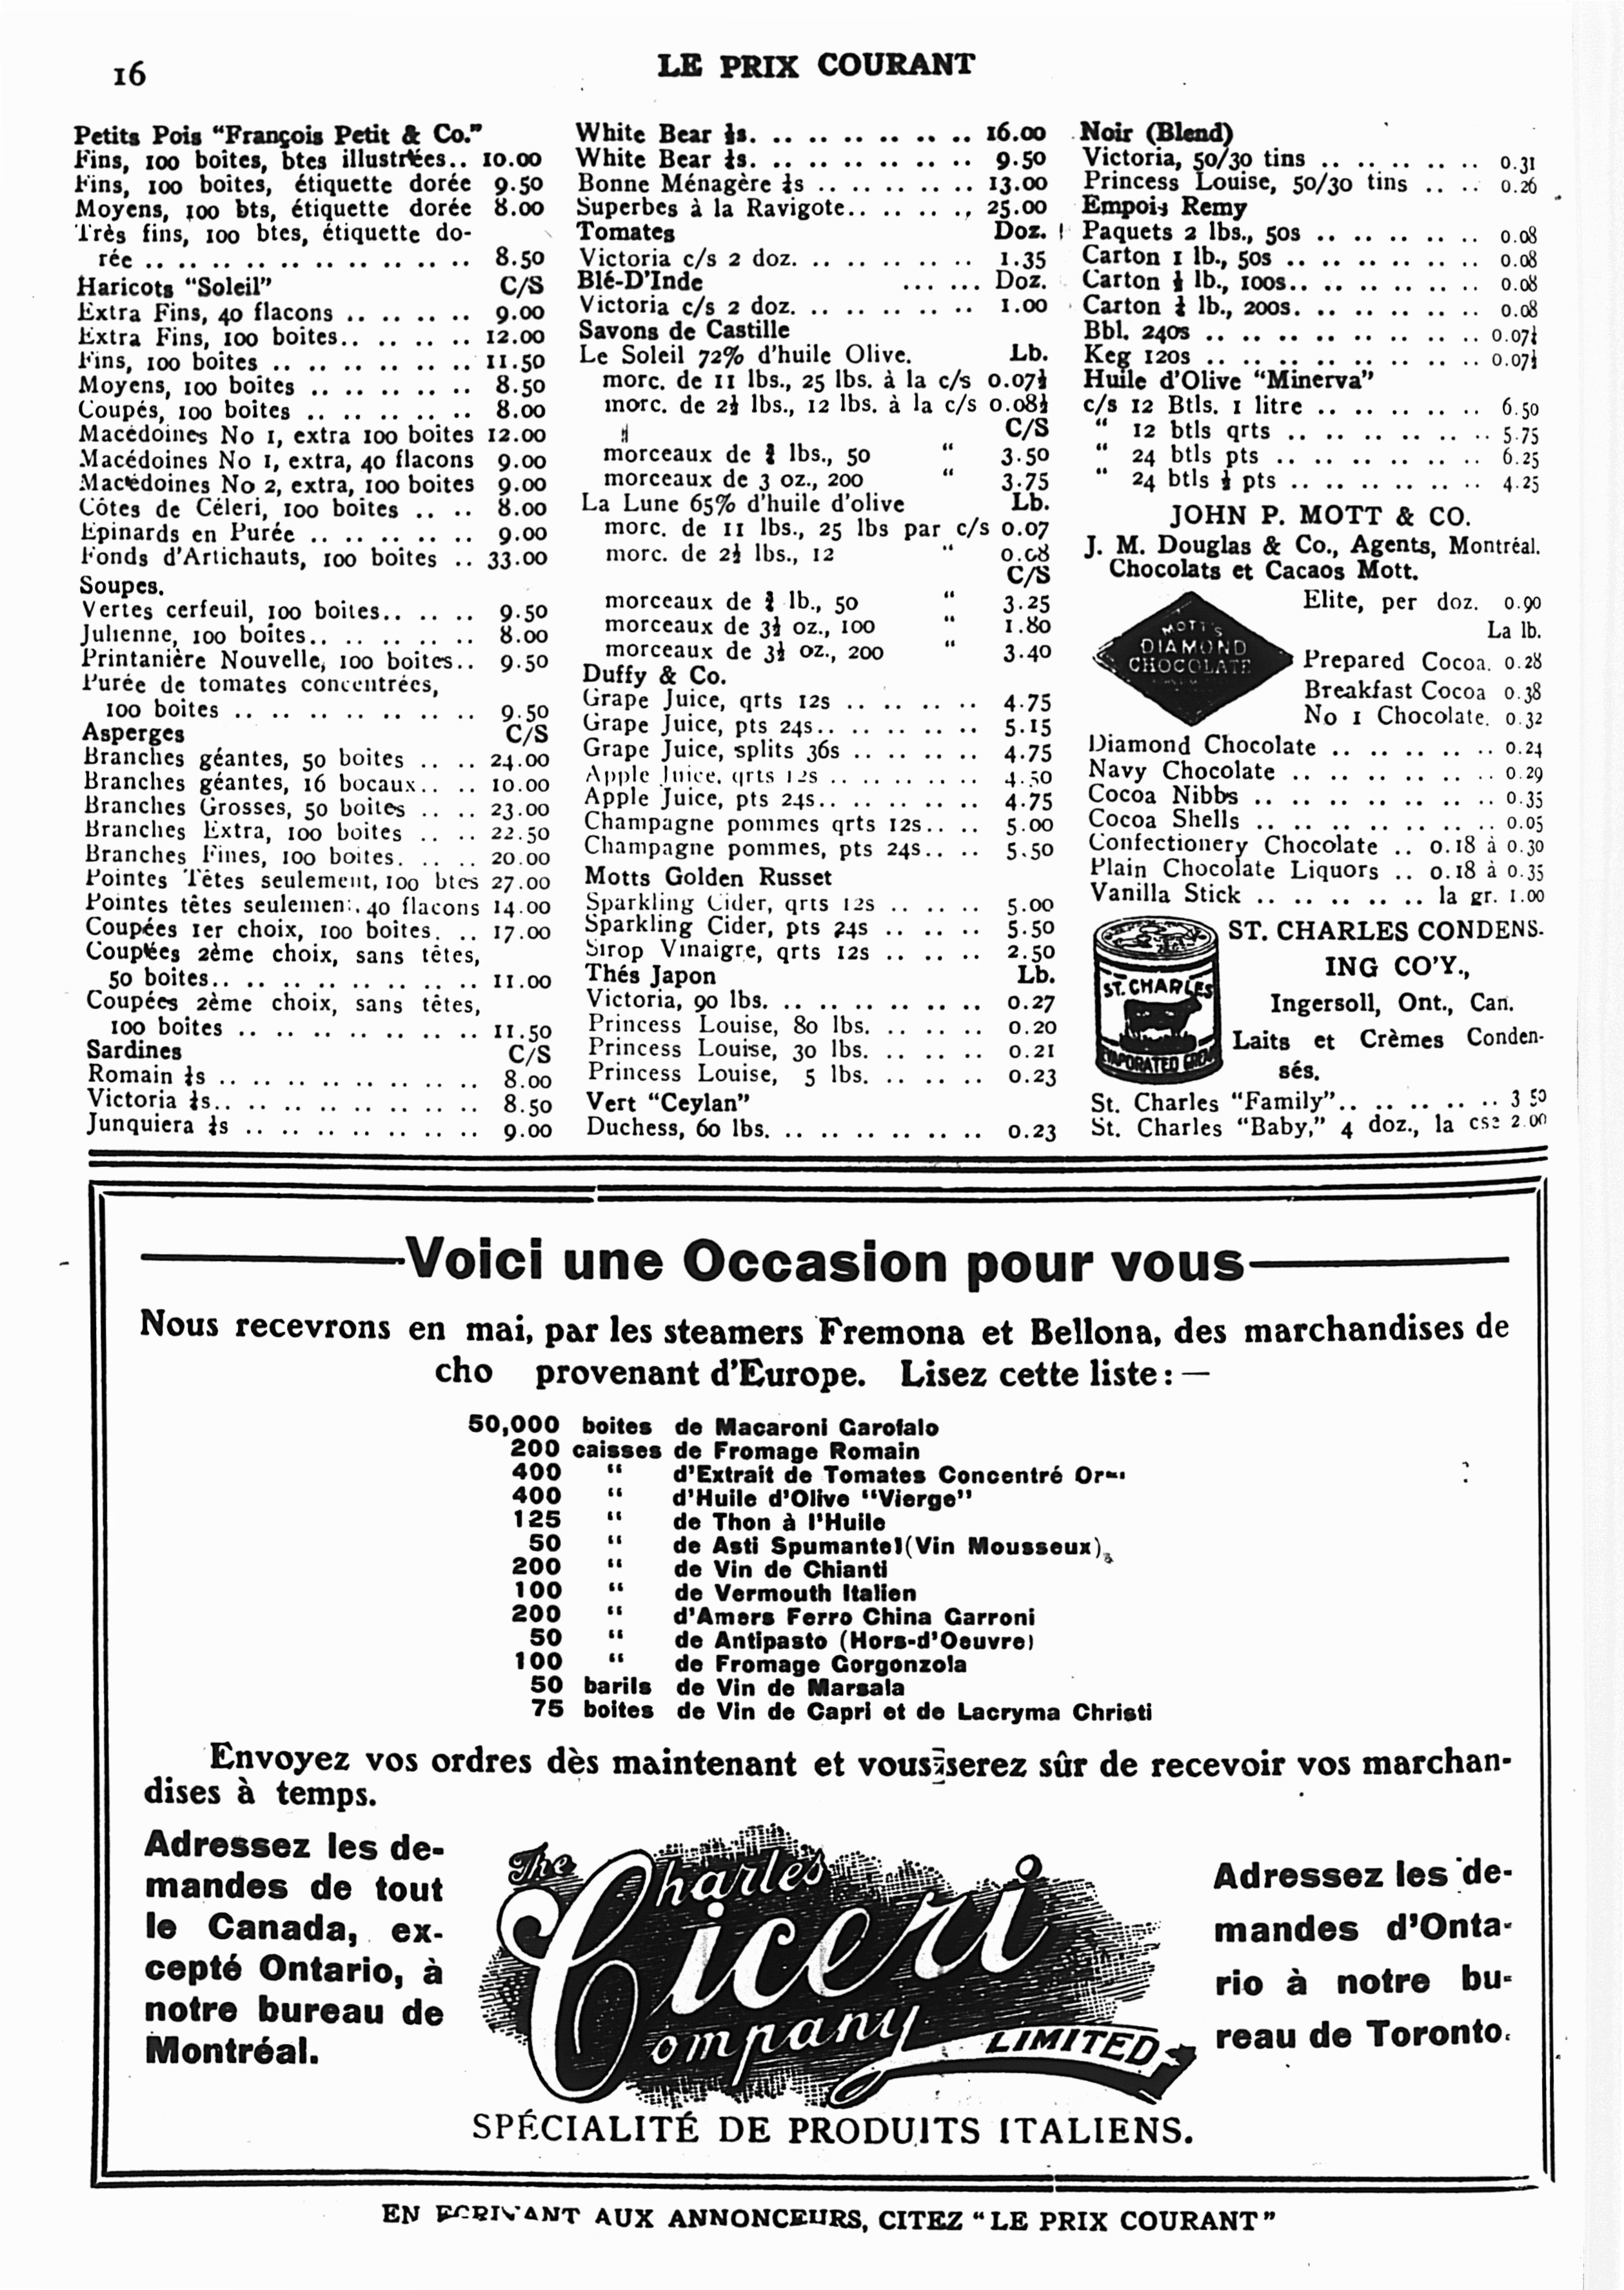 16
LE PRIX COURANT
Petits Pois "François Petit & Co."
Fins, 100 boites, btes illustrées.. 10.00
Fins, 100 boites, étiquette dorée 9.50
Moyens, 100 bts, étiquette dorée 8.00
Très fins, 100 btes, étiquette do-
rée .. .. .. .. .. .. .. .. .. .. .. .. 8.50
Haricots "Soleil" C/S
Extra Fins, 40 flacons .. .. .. .. .. 9.00
Extra Fins, 100 boites.. .. .. .. .. 12.00
Fins, 100 boites .. .. .. .. .. .. .. 11.50
Moyens, 100 boites .. .. .. .. .. .. 8.50
Coupés, 100 boites .. .. .. .. .. .. 8.00
Macédoines No 1, extra 100 boites 12.00
Macédoines No 1, extra, 40 flacons 9.00
Macédoines No 2, extra, 100 boites 9.00
Côtes de Céleri, 100 boites .. .. .. 8.00
Epinards en Purée .. .. .. .. .. .. 9.00
Fonds d'Artichauts, 100 boites .. 33.00
Soupes.
Vertes cerfeuil, 100 boites.. .. .. .. 9.50
Julienne, 100 boites.. .. .. .. .. .. 8.00
Printanière Nouvelle, 100 boites.. 9.50
Purée de tomates concentrées,
100 boites .. .. .. .. .. .. .. .. .. 9.50
Asperges C/S
Branches géantes, 50 boites .. .. 24.00
Branches géantes, 16 bocaux.. .. 10.00
Branches Grosses, 50 boites .. .. 23.00
Branches Extra, 100 boites .. .. 22.50
Branches Fines, 100 boites. .. .. 20.00
Pointes Têtes seulement, 100 btes 27.00
Pointes têtes seulement, 40 flacons 14.00
Coupées 1er choix, 100 boites. .. 17.00
Coupées 2ème choix, sans têtes,
50 boites.. .. .. .. .. .. .. .. .. .. 11.00
Coupées 2ème choix, sans têtes,
100 boites .. .. .. .. .. .. .. .. .. 11.50
Sardines C/S
Romain ¼s .. .. .. .. .. .. .. .. .. 8.00
Victoria ¼s.. .. .. .. .. .. .. .. .. 8.50
Junquiera ¼s .. .. .. .. .. .. .. .. 9.00
White Bear ½s. .. .. .. .. .. .. .. 16.00
White Bear ¼s. .. .. .. .. .. .. .. 9.50
Bonne Ménagère ¼s .. .. .. .. .. .. 13.00
Superbes à la Ravigote.. .. .. .. .. 25.00
Tomates Doz.
Victoria c/s 2 doz. .. .. .. .. .. .. 1.35
Blé-D'Inde ... ... Doz.
Victoria c/s 2 doz. .. .. .. .. .. .. 1.00
Savons de Castille
Le Soleil 72% d'huile Olive. Lb.
morc. de 11 lbs., 25 lbs. à la c/s 0.07½
morc. de 2½ lbs., 12 lbs. à la c/s 0.08½
C/S
morceaux de ¾ lbs., 50 " 3.50
morceaux de 3 oz., 200 " 3.75
La Lune 65% d'huile d'olive Lb.
morc. de 11 lbs., 25 lbs par c/s 0.07
morc. de 2½ lbs., 12 " 0.08
C/S
morceaux de ¾ lb., 50 " 3.25
morceaux de 3½ oz., 100 " 1.80
morceaux de 3½ oz., 200 " 3.40
Duffy & Co.
Grape Juice, qrts 12s .. .. .. .. .. 4.75
Grape Juice, pts 24s.. .. .. .. .. .. 5.15
Grape Juice, splits 36s .. .. .. .. .. 4.75
Apple Juice, qrts 12s .. .. .. .. .. .. 4.50
Apple Juice, pts 24s.. .. .. .. .. .. 4.75
Champagne pommes qrts 12s.. .. .. 5.00
Champagne pommes, pts 24s.. .. .. 5.50
Motts Golden Russet
Sparkling Cider, qrts 12s .. .. .. .. 5.00
Sparkling Cider, pts 24s .. .. .. .. 5.50
Sirop Vinaigre, qrts 12s .. .. .. .. 2.50
Thés Japon Lb.
Victoria, 90 lbs. .. .. .. .. .. .. .. 0.27
Princess Louise, 80 lbs. .. .. .. .. 0.20
Princess Louise, 30 lbs. .. .. .. .. 0.21
Princess Louise, 5 lbs. .. .. .. .. 0.23
Vert "Ceylan"
Duchess, 60 lbs. .. .. .. .. .. .. .. 0.23
Noir (Blend)
Victoria, 50/30 tins .. .. .. .. .. .. 0.31
Princess Louise, 50/30 tins .. .. .. 0.26
Empois Remy
Paquets 2 lbs., 50s .. .. .. .. .. .. 0.08
Carton 1 lb., 50s .. .. .. .. .. .. .. 0.08
Carton ½ lb., 100s.. .. .. .. .. .. .. 0.08
Carton ¼ lb., 200s. .. .. .. .. .. .. 0.08
Bbl. 240s .. .. .. .. .. .. .. .. .. 0.07½
Keg 120s .. .. .. .. .. .. .. .. .. 0.07½
Huile d'Olive "Minerva"
c/s 12 Btls. 1 litre .. .. .. .. .. .. 6.50
" 12 btls qrts .. .. .. .. .. .. .. 5.75
" 24 btls pts .. .. .. .. .. .. .. 6.25
" 24 btls ½ pts .. .. .. .. .. .. .. 4.25
JOHN P. MOTT & CO.
J. M. Douglas & Co., Agents, Montréal.
Chocolats et Cacaos Mott.
MOTT'S
DIAMOND
CHOCOLATE
Elite, per doz. 0.90
La lb.
Prepared Cocoa. 0.28
Breakfast Cocoa 0.38
No 1 Chocolate. 0.32
Diamond Chocolate .. .. .. .. .. .. 0.24
Navy Chocolate .. .. .. .. .. .. .. 0.29
Cocoa Nibbs .. .. .. .. .. .. .. .. 0.35
Cocoa Shells .. .. .. .. .. .. .. .. 0.05
Confectionery Chocolate .. 0.18 à 0.30
Plain Chocolate Liquors .. 0.18 à 0.35
Vanilla Stick .. .. .. .. .. .. la gr. 1.00
ST. CHARLES
EVAPORATED CREAM
ST. CHARLES CONDENS-
ING CO'Y.,
Ingersoll, Ont., Can.
Laits et Crèmes Conden-
sés.
St. Charles "Family".. .. .. .. .. .. 3 50
St. Charles "Baby," 4 doz., la cse 2.00
Voici une Occasion pour vous
Nous recevrons en mai, par les steamers Fremona et Bellona, des marchandises de
cho provenant d'Europe. Lisez cette liste : —
50,000 boites de Macaroni Garofalo
200 caisses de Fromage Romain
400 " d'Extrait de Tomates Concentré
400 " d'Huile d'Olive "Vierge"
125 " de Thon à l'Huile
50 " de Asti Spumante (Vin Mousseux)
200 " de Vin de Chianti
100 " de Vermouth Italien
200 " d'Amers Ferro China Garroni
50 " de Antipasto (Hors-d'Oeuvre)
100 " de Fromage Gorgonzola
50 barils de Vin de Marsala
75 boites de Vin de Capri et de Lacryma Christi
Envoyez vos ordres dès maintenant et vous serez sûr de recevoir vos marchan-
dises à temps.
Adressez les de-
mandes de tout
le Canada, ex-
cepté Ontario, à
notre bureau de
Montréal.
The Charles
Ciceri
Company
LIMITED
Adressez les de-
mandes d'Onta-
rio à notre bu-
reau de Toronto.
SPÉCIALITÉ DE PRODUITS ITALIENS.
EN ECRIVANT AUX ANNONCEURS, CITEZ "LE PRIX COURANT"